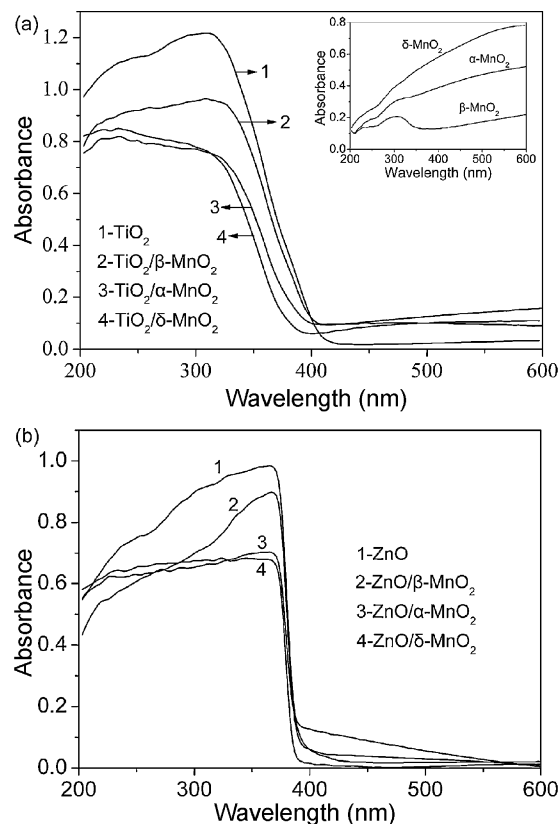 (a)
Absorbance
1.2
1.0
0.8
0.6
0.4
0.2
0.0
1
2
3
4
1-TiO₂
2-TiO₂/β-MnO₂
3-TiO₂/α-MnO₂
4-TiO₂/δ-MnO₂
200 300 400 500 600
Wavelength (nm)
Absorbance
0.8
0.6
0.4
0.2
0.0
δ-MnO₂
α-MnO₂
β-MnO₂
200 300 400 500 600
Wavelength (nm)
(b)
Absorbance
1.0
0.8
0.6
0.4
0.2
0.0
1
2
3
4
1-ZnO
2-ZnO/β-MnO₂
3-ZnO/α-MnO₂
4-ZnO/δ-MnO₂
200 300 400 500 600
Wavelength (nm)